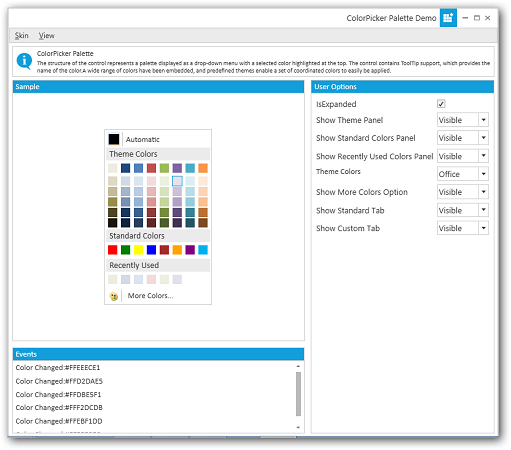 ColorPicker Palette Demo
Skin View
ColorPicker Palette
The structure of the control represents a palette displayed as a drop-down menu with a selected color highlighted at the top. The control contains ToolTip support, which provides the
name of the color.A wide range of colors have been embedded, and predefined themes enable a set of coordinated colors to easily be applied.
Sample
Automatic
Theme Colors
Standard Colors
Recently Used
More Colors...
User Options
IsExpanded
Show Theme Panel Visible
Show Standard Colors Panel Visible
Show Recently Used Colors Panel Visible
Theme Colors Office
Show More Colors Option Visible
Show Standard Tab Visible
Show Custom Tab Visible
Events
Color Changed:#FFEEECE1
Color Changed:#FFD2DAE5
Color Changed:#FFDBE5F1
Color Changed:#FFF2DCDB
Color Changed:#FFEBF1DD